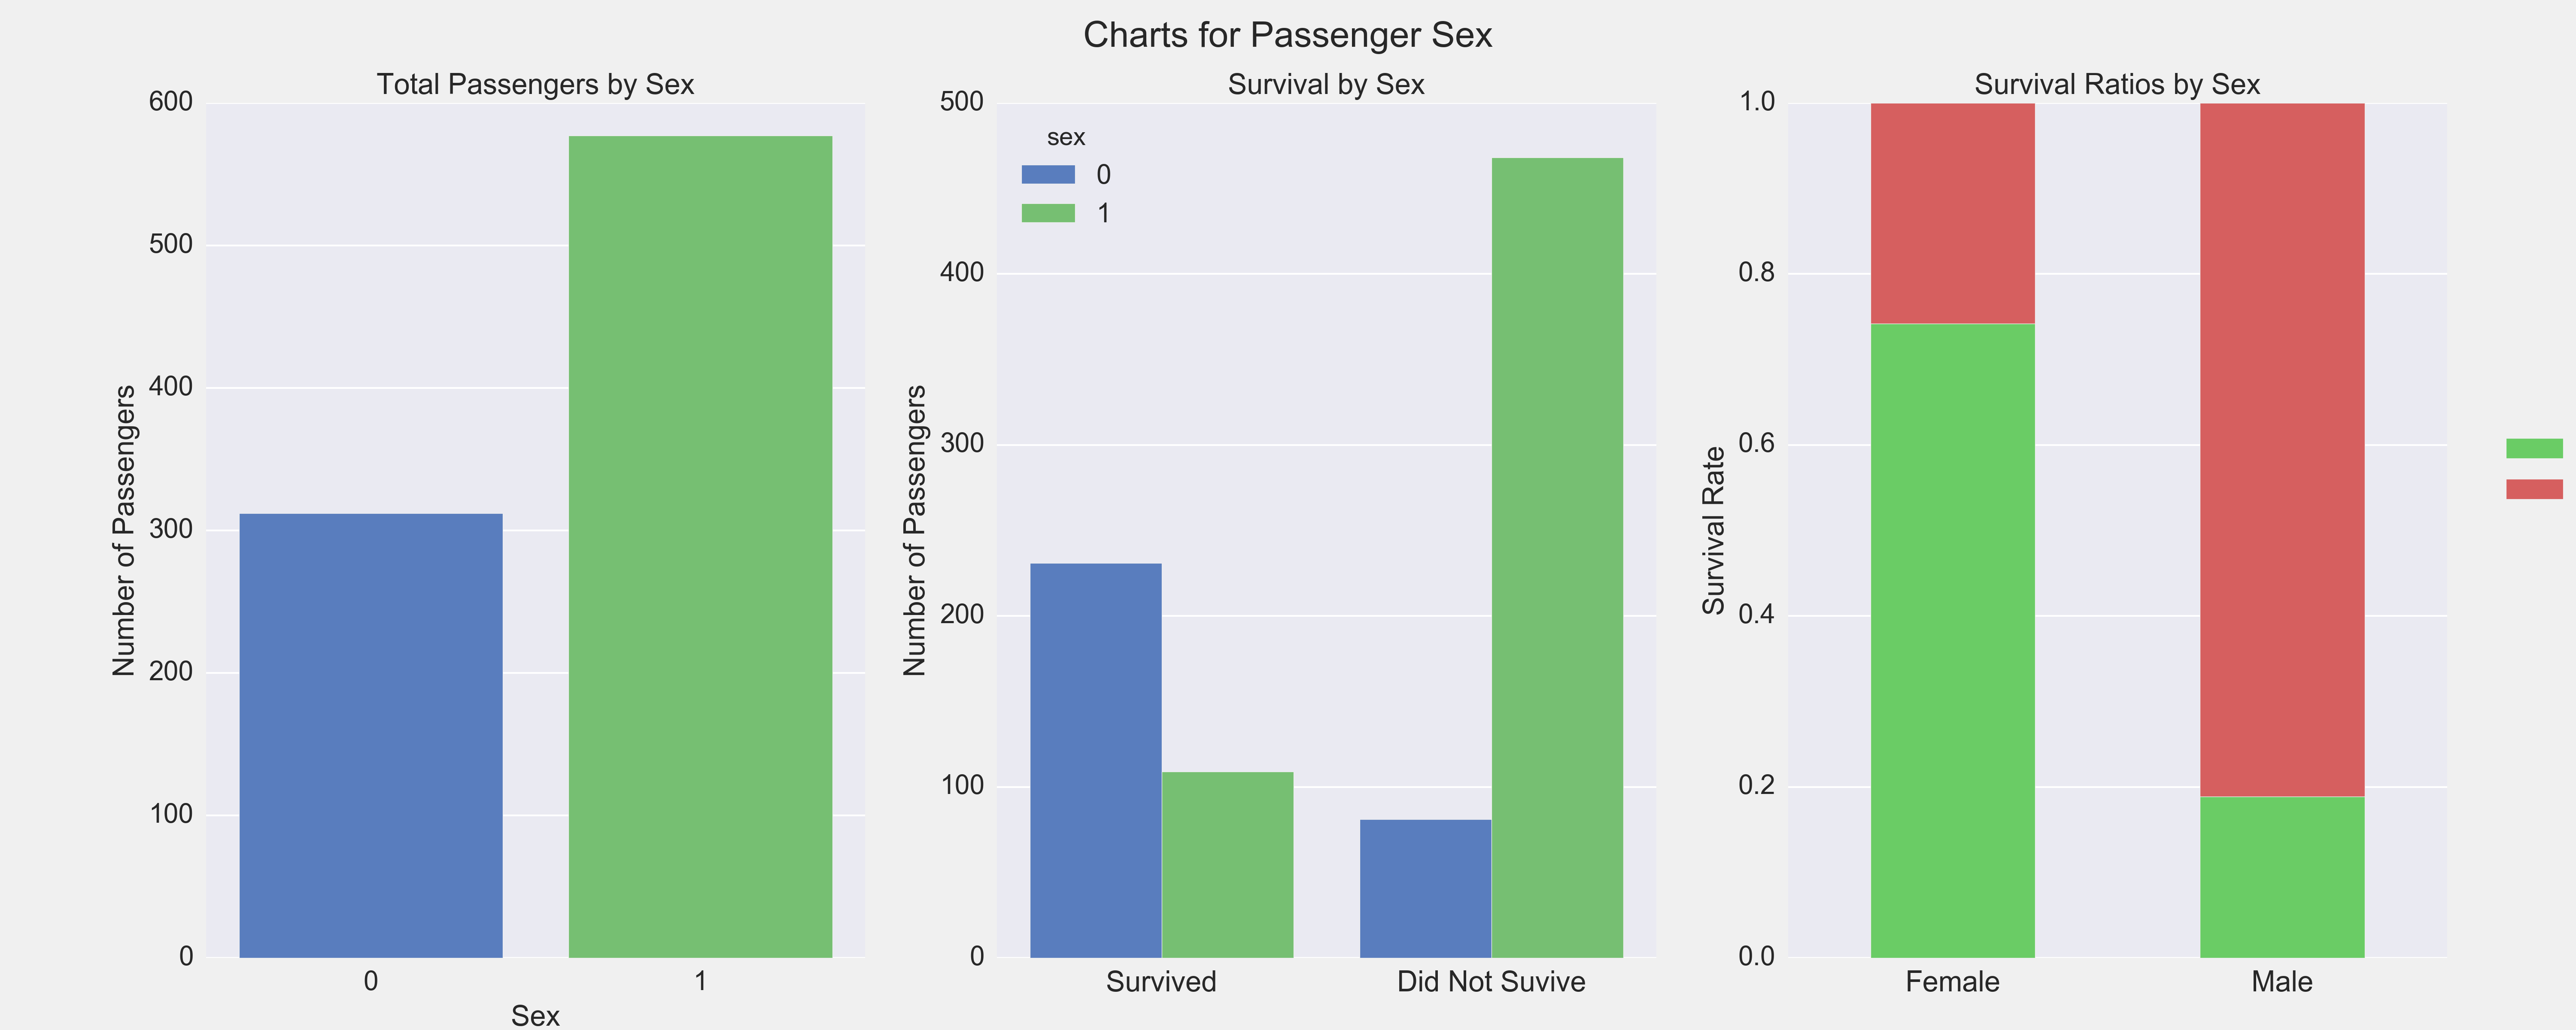 Charts for Passenger Sex
Total Passengers by Sex
600
500
400
300
200
100
0
Number of Passengers
0
1
Sex
Survival by Sex
500
400
300
200
100
0
Number of Passengers
sex
0
1
Survived
Did Not Suvive
Survival Ratios by Sex
1.0
0.8
0.6
0.4
0.2
0.0
Survival Rate
Female
Male